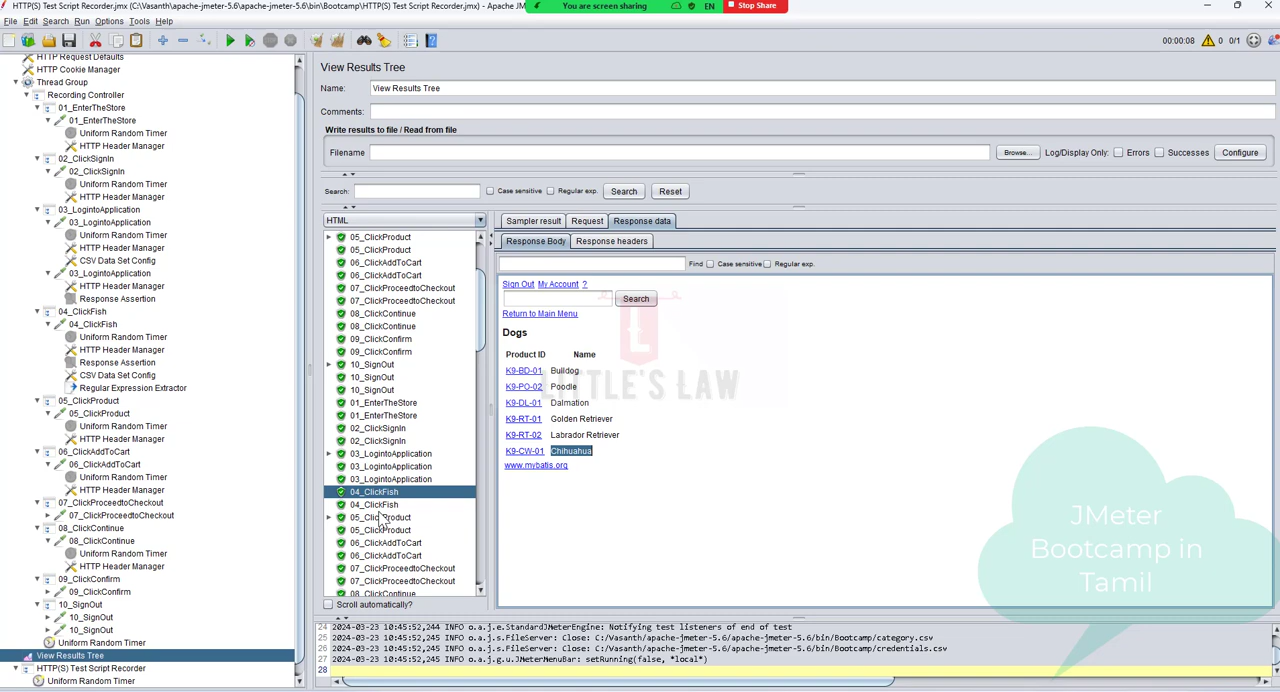 HTTP(S) Test Script Recorder.jmx (C:\Vasanth\apache-jmeter-5.6\apache-jmeter-5.6\bin\Bootcamp\HTTP(S) Test Script Recorder.jmx) - Apache JM
You are screen sharing
EN
Stop Share
File Edit Search Run Options Tools Help
00:00:08 0 0/1
HTTP Request Defaults
HTTP Cookie Manager
Thread Group
Recording Controller
01_EnterTheStore
01_EnterTheStore
Uniform Random Timer
HTTP Header Manager
02_ClickSignIn
02_ClickSignIn
Uniform Random Timer
HTTP Header Manager
03_LogintoApplication
03_LogintoApplication
Uniform Random Timer
HTTP Header Manager
CSV Data Set Config
03_LogintoApplication
HTTP Header Manager
Response Assertion
04_ClickFish
04_ClickFish
Uniform Random Timer
HTTP Header Manager
Response Assertion
CSV Data Set Config
Regular Expression Extractor
05_ClickProduct
05_ClickProduct
Uniform Random Timer
HTTP Header Manager
06_ClickAddToCart
06_ClickAddToCart
Uniform Random Timer
HTTP Header Manager
07_ClickProceedtoCheckout
07_ClickProceedtoCheckout
08_ClickContinue
08_ClickContinue
Uniform Random Timer
HTTP Header Manager
09_ClickConfirm
09_ClickConfirm
10_SignOut
10_SignOut
10_SignOut
Uniform Random Timer
View Results Tree
HTTP(S) Test Script Recorder
Uniform Random Timer
View Results Tree
Name: View Results Tree
Comments:
Write results to file / Read from file
Filename Browse... Log/Display Only: Errors Successes Configure
Search: Case sensitive Regular exp. Search Reset
HTML
05_ClickProduct
05_ClickProduct
06_ClickAddToCart
06_ClickAddToCart
07_ClickProceedtoCheckout
07_ClickProceedtoCheckout
08_ClickContinue
08_ClickContinue
09_ClickConfirm
09_ClickConfirm
10_SignOut
10_SignOut
10_SignOut
01_EnterTheStore
01_EnterTheStore
02_ClickSignIn
02_ClickSignIn
03_LogintoApplication
03_LogintoApplication
03_LogintoApplication
04_ClickFish
04_ClickFish
05_ClickProduct
05_ClickProduct
06_ClickAddToCart
06_ClickAddToCart
07_ClickProceedtoCheckout
07_ClickProceedtoCheckout
08_ClickContinue
Scroll automatically?
Sampler result Request Response data
Response Body Response headers
Find Case sensitive Regular exp.
Sign Out My Account ?
Search
Return to Main Menu
Dogs
Product ID Name
K9-BD-01 Bulldog
K9-PO-02 Poodle
K9-DL-01 Dalmation
K9-RT-01 Golden Retriever
K9-RT-02 Labrador Retriever
K9-CW-01 Chihuahua
www.mybatis.org
L
LITTLE'S LAW
JMeter
Bootcamp in
Tamil
24 2024-03-23 10:45:52,244 INFO o.a.j.e.StandardJMeterEngine: Notifying test listeners of end of test
25 2024-03-23 10:45:52,245 INFO o.a.j.s.FileServer: Close: C:/Vasanth/apache-jmeter-5.6/apache-jmeter-5.6/bin/Bootcamp/category.csv
26 2024-03-23 10:45:52,245 INFO o.a.j.s.FileServer: Close: C:/Vasanth/apache-jmeter-5.6/apache-jmeter-5.6/bin/Bootcamp/credentials.csv
27 2024-03-23 10:45:52,245 INFO o.a.j.g.u.JMeterMenuBar: setRunning(false, *local*)
28